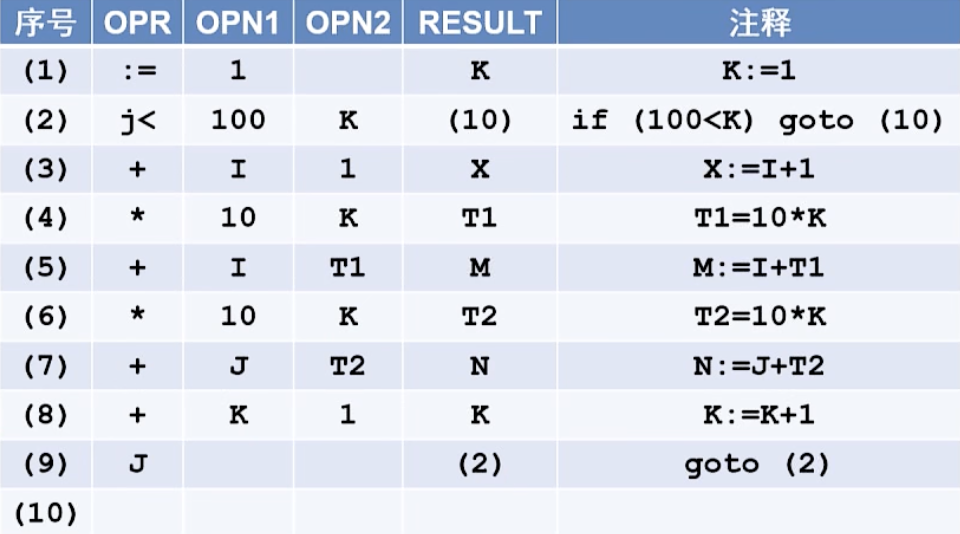 序号 OPR OPN1 OPN2 RESULT 注释
(1) := 1 K K:=1
(2) j< 100 K (10) if (100<K) goto (10)
(3) + I 1 X X:=I+1
(4) * 10 K T1 T1=10*K
(5) + I T1 M M:=I+T1
(6) * 10 K T2 T2=10*K
(7) + J T2 N N:=J+T2
(8) + K 1 K K:=K+1
(9) J (2) goto (2)
(10)